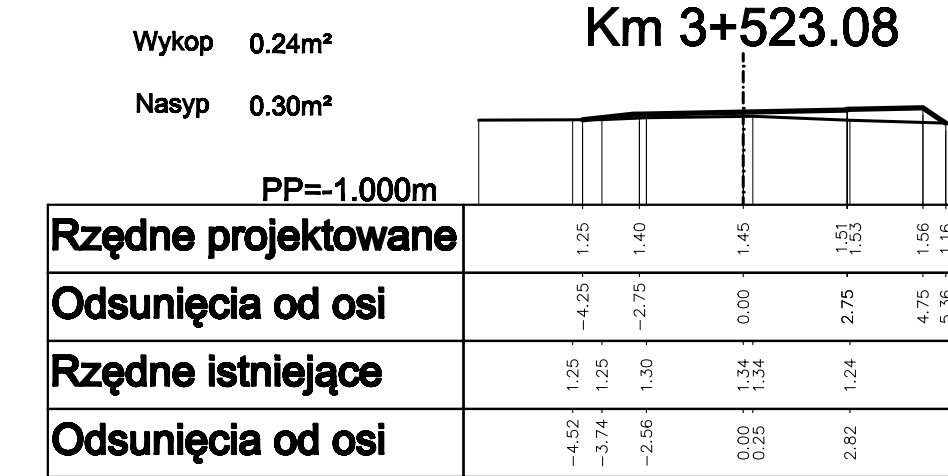 Km 3+523.08
Wykop 0.24m²
Nasyp 0.30m²
PP=-1.000m
Rzędne projektowane 1.25 1.40 1.45 1.51 1.53 1.56 1.16
Odsunięcia od osi -4.25 -2.75 0.00 2.75 4.75 5.36
Rzędne istniejące 1.25 1.25 1.30 1.34 1.34 1.24
Odsunięcia od osi -4.52 -3.74 -2.56 0.00 0.25 2.82